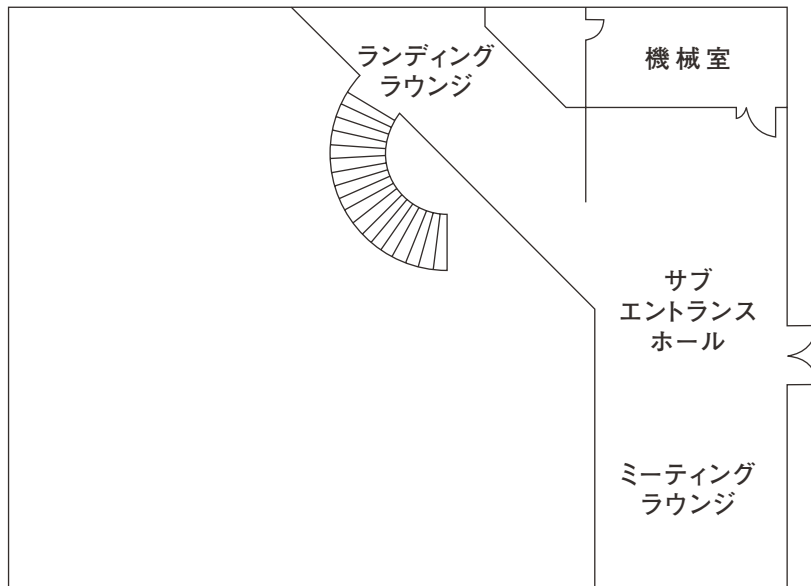 ランディング
ラウンジ
機械室
サブ
エントランス
ホール
ミーティング
ラウンジ